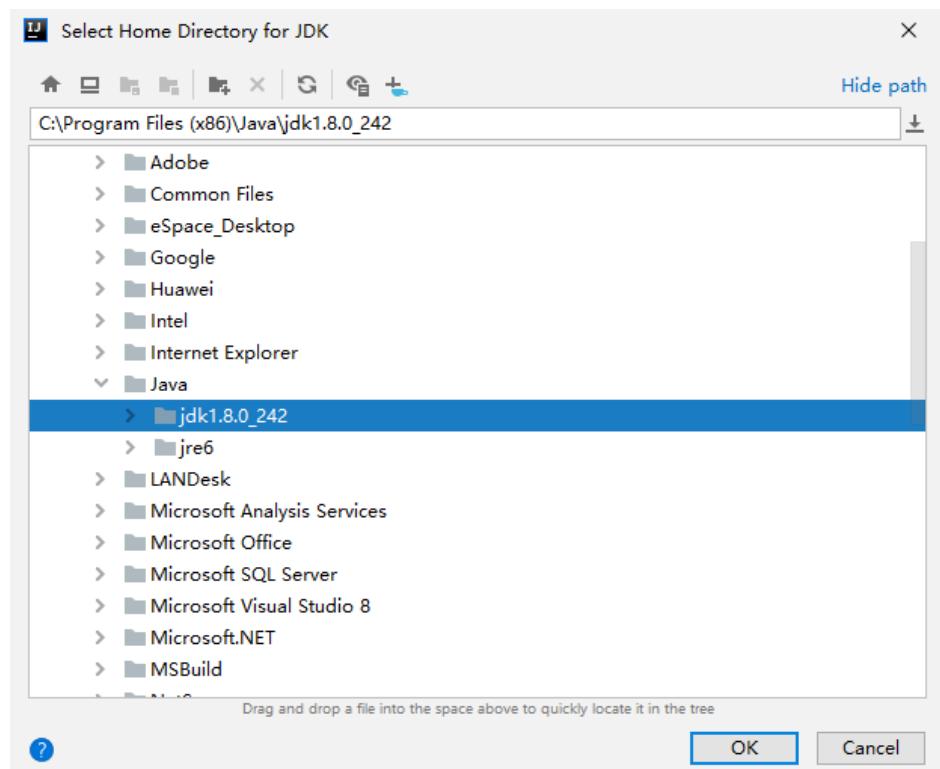 Select Home Directory for JDK
Hide path
C:\Program Files (x86)\Java\jdk1.8.0_242
Adobe
Common Files
eSpace_Desktop
Google
Huawei
Intel
Internet Explorer
Java
jdk1.8.0_242
jre6
LANDesk
Microsoft Analysis Services
Microsoft Office
Microsoft SQL Server
Microsoft Visual Studio 8
Microsoft.NET
MSBuild
Drag and drop a file into the space above to quickly locate it in the tree
?
OK
Cancel